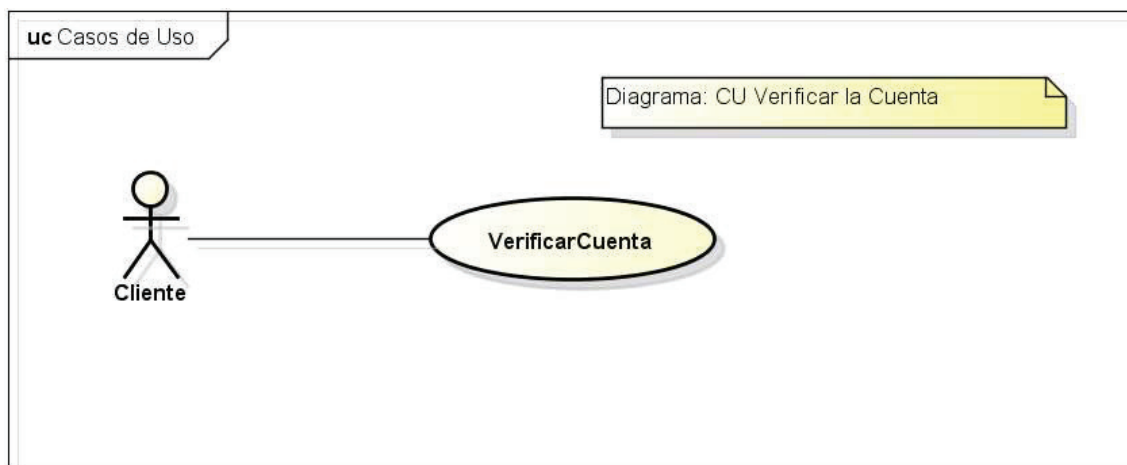 uc Casos de Uso
Diagrama: CU Verificar la Cuenta
VerificarCuenta
Cliente